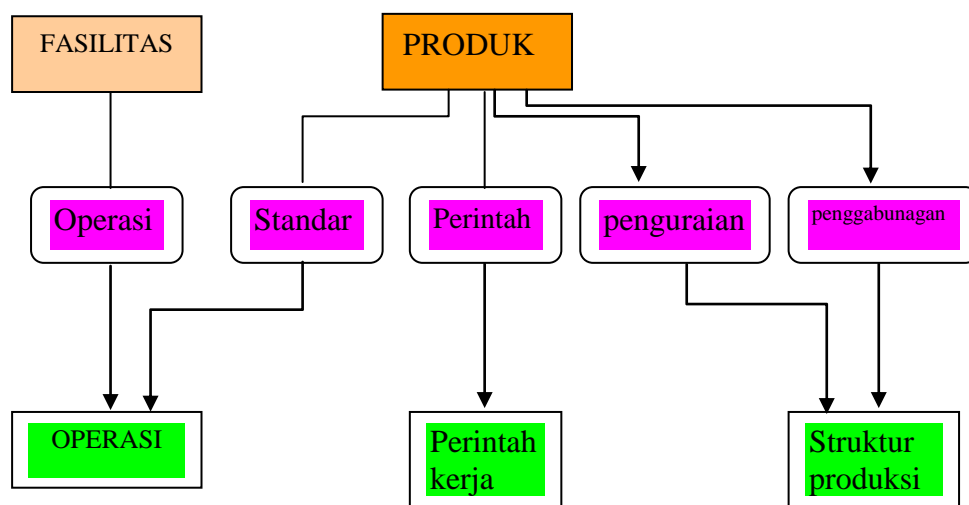 FASILITAS
PRODUK
Operasi
Standar
Perintah
penguraian
penggabunagan
OPERASI
Perintah
kerja
Struktur
produksi